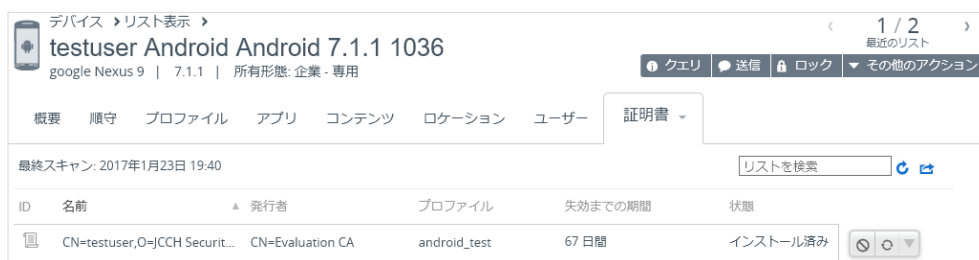 デバイス > リスト表示 >
testuser Android Android 7.1.1 1036
google Nexus 9 | 7.1.1 | 所有形態: 企業 - 専用
1 / 2
最近のリスト
クエリ 送信 ロック その他のアクション
概要 順守 プロファイル アプリ コンテンツ ロケーション ユーザー 証明書
最終スキャン: 2017年1月23日 19:40
リストを検索
ID 名前 発行者 プロファイル 失効までの期間 状態
CN=testuser,O=JCCH Securit... CN=Evaluation CA android_test 67 日間 インストール済み